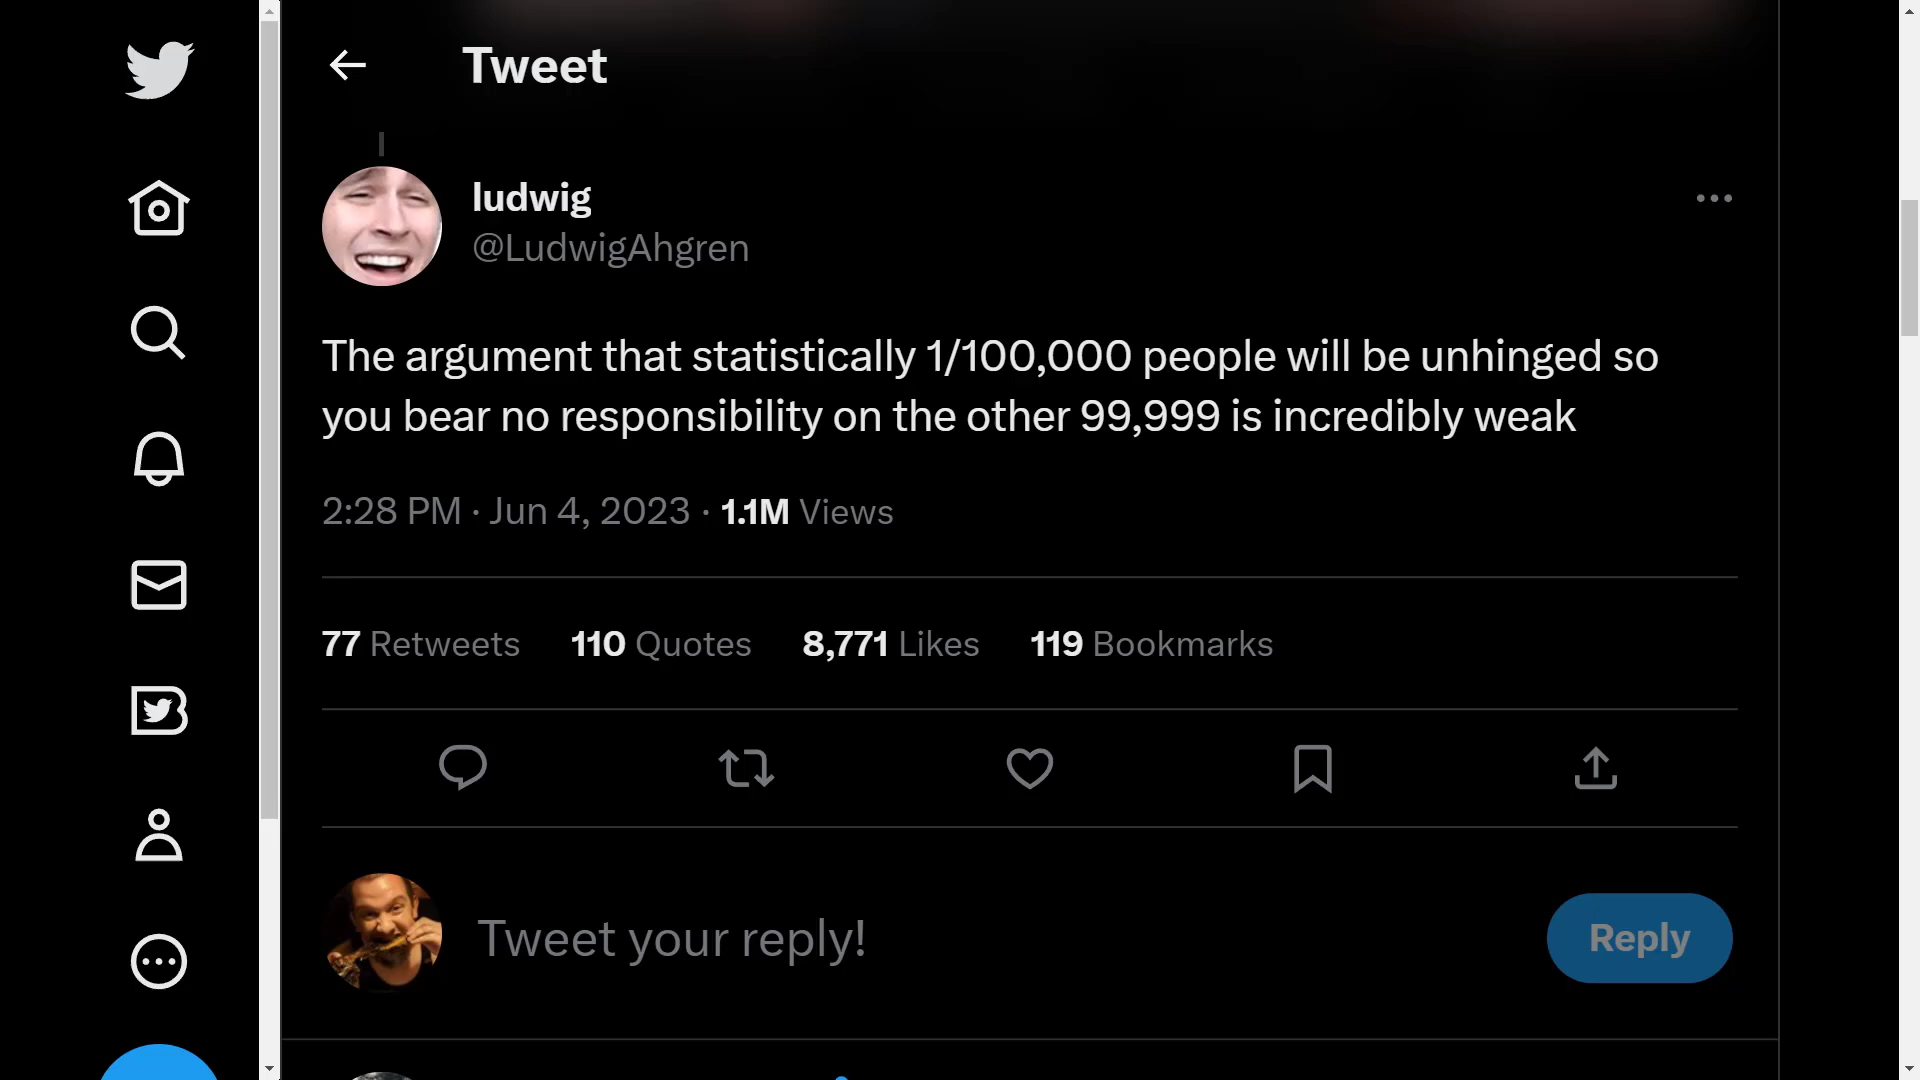 Tweet
ludwig
@LudwigAhgren
The argument that statistically 1/100,000 people will be unhinged so
you bear no responsibility on the other 99,999 is incredibly weak
2:28 PM · Jun 4, 2023 · 1.1M Views
77 Retweets 110 Quotes 8,771 Likes 119 Bookmarks
Tweet your reply!
Reply